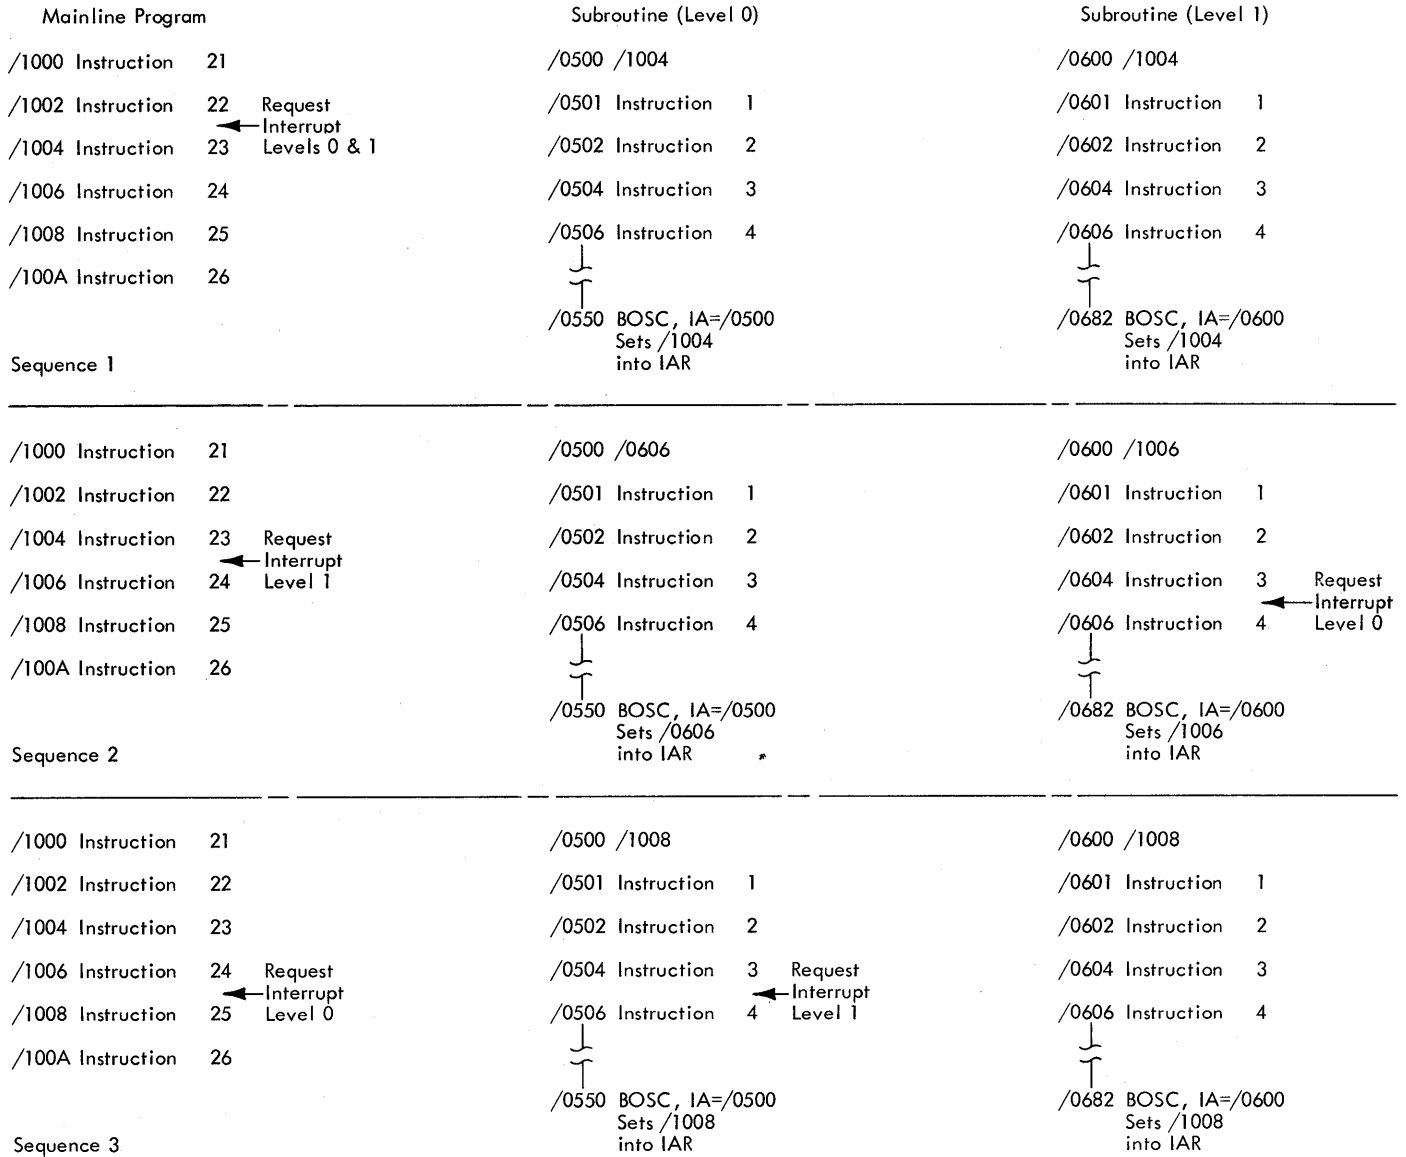 Mainline Program    Subroutine (Level 0)    Subroutine (Level 1)
/1000 Instruction 21    /0500 /1004    /0600 /1004
/1002 Instruction 22 Request    /0501 Instruction 1    /0601 Instruction 1
Interrupt
/1004 Instruction 23 Levels 0 & 1    /0502 Instruction 2    /0602 Instruction 2
/1006 Instruction 24    /0504 Instruction 3    /0604 Instruction 3
/1008 Instruction 25    /0506 Instruction 4    /0606 Instruction 4
/100A Instruction 26
/0550 BOSC, IA=/0500    /0682 BOSC, IA=/0600
Sets /1004    Sets /1004
Sequence 1    into IAR    into IAR
/1000 Instruction 21    /0500 /0606    /0600 /1006
/1002 Instruction 22    /0501 Instruction 1    /0601 Instruction 1
/1004 Instruction 23 Request    /0502 Instruction 2    /0602 Instruction 2
Interrupt
/1006 Instruction 24 Level 1    /0504 Instruction 3    /0604 Instruction 3 Request
Interrupt
/1008 Instruction 25    /0506 Instruction 4    /0606 Instruction 4 Level 0
/100A Instruction 26
/0550 BOSC, IA=/0500    /0682 BOSC, IA=/0600
Sets /0606    Sets /1006
Sequence 2    into IAR    into IAR
/1000 Instruction 21    /0500 /1008    /0600 /1008
/1002 Instruction 22    /0501 Instruction 1    /0601 Instruction 1
/1004 Instruction 23    /0502 Instruction 2    /0602 Instruction 2
/1006 Instruction 24 Request    /0504 Instruction 3 Request    /0604 Instruction 3
Interrupt    Interrupt
/1008 Instruction 25 Level 0    /0506 Instruction 4 Level 1    /0606 Instruction 4
/100A Instruction 26
/0550 BOSC, IA=/0500    /0682 BOSC, IA=/0600
Sets /1008    Sets /1008
Sequence 3    into IAR    into IAR